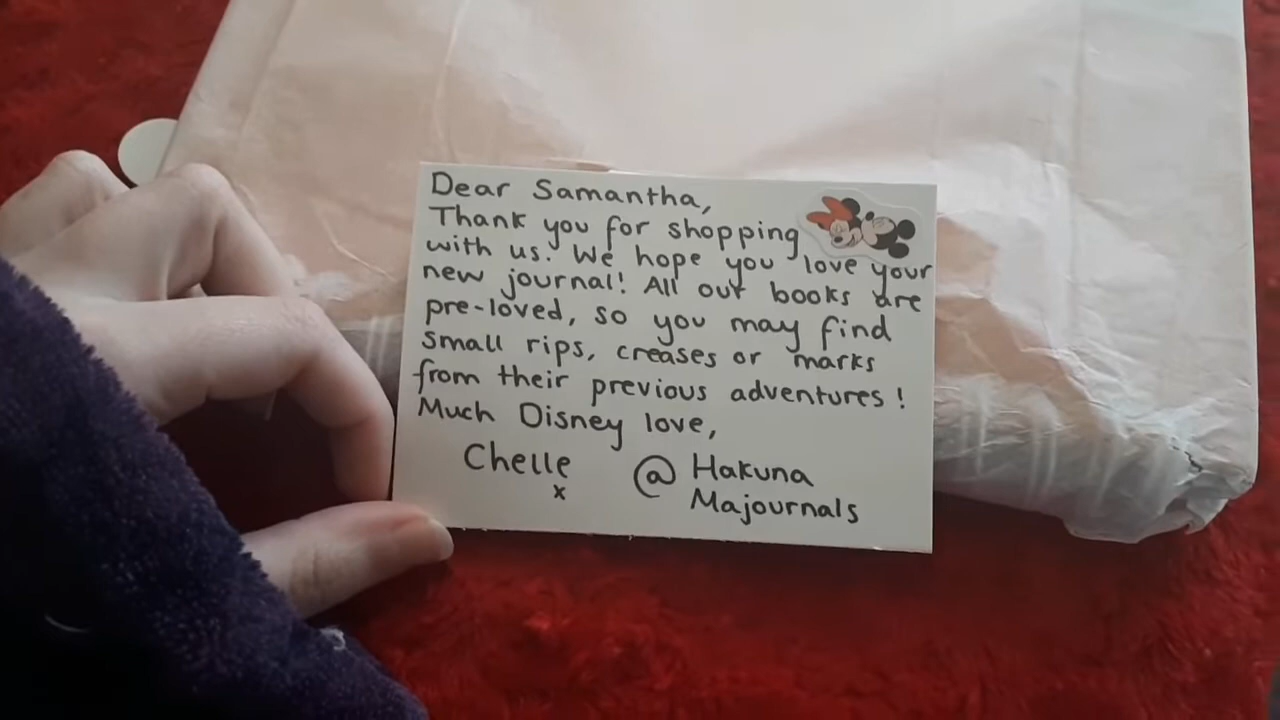 Dear Samantha,
Thank you for shopping
with us! We hope you love your
new journal! All our books are
pre-loved, so you may find
small rips, creases or marks
from their previous adventures!
Much Disney love,
Chelle
x
@ Hakuna
Majournals